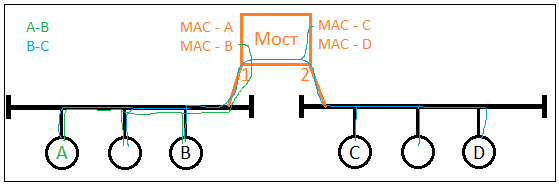 A-B
B-C
MAC - A
MAC - B
Мост
MAC - C
MAC - D
1
2
A
B
C
D